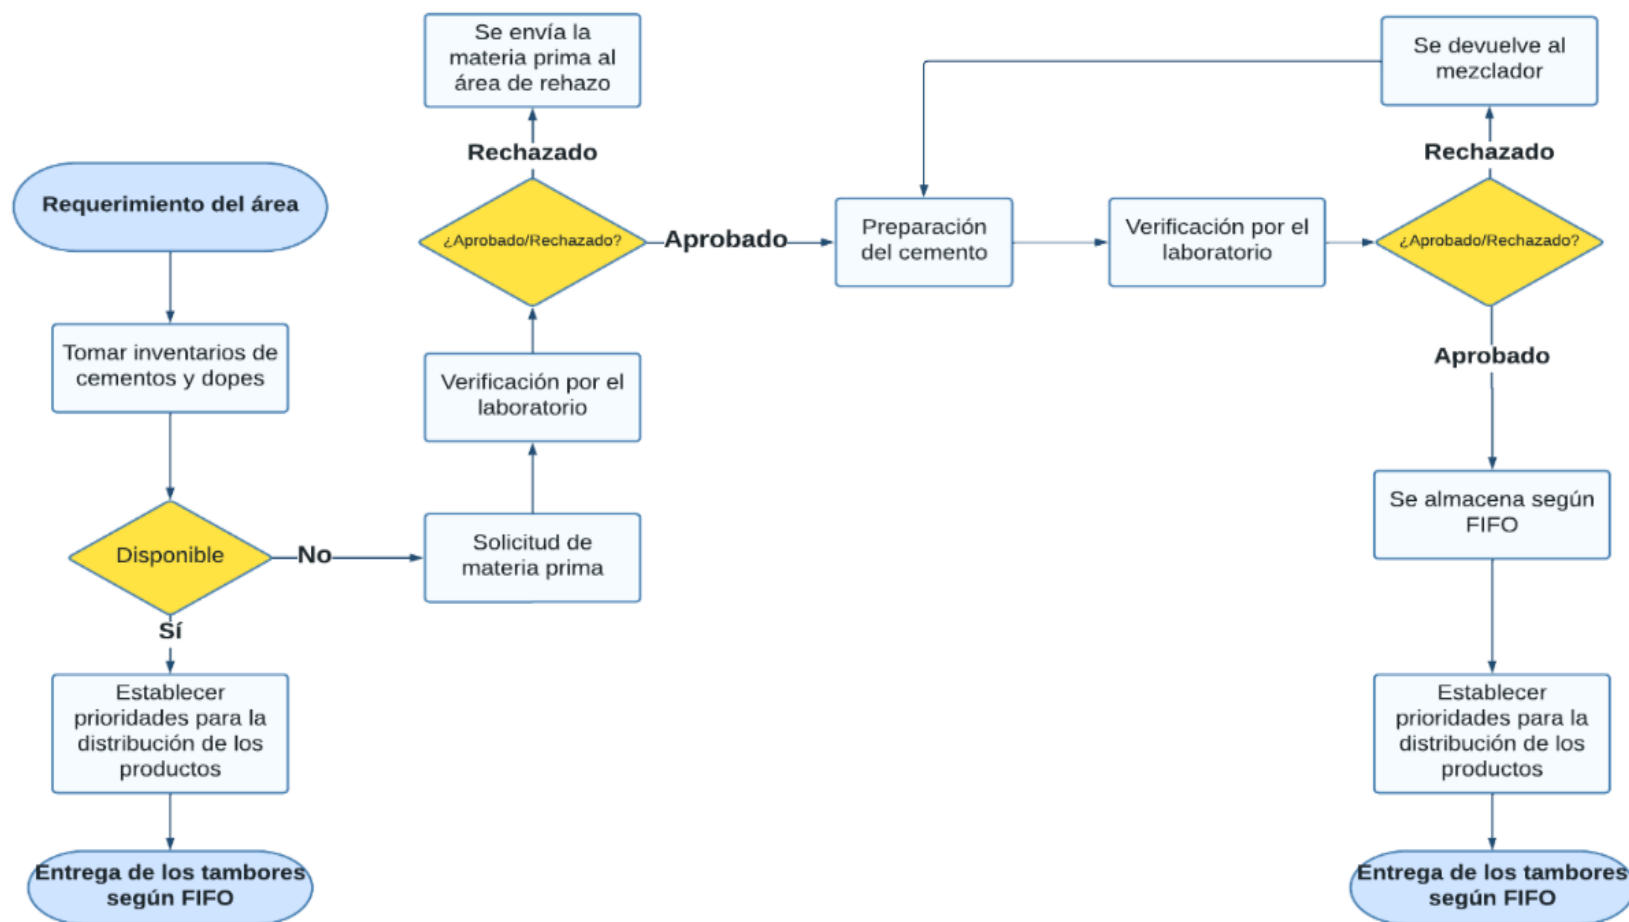 Requerimiento del área
Tomar inventarios de
cementos y dopes
Disponible
No
Sí
Establecer
prioridades para la
distribución de los
productos
Entrega de los tambores
según FIFO
Solicitud de
materia prima
Verificación por el
laboratorio
¿Aprobado/Rechazado?
Rechazado
Se envía la
materia prima al
área de rehazo
Aprobado
Preparación
del cemento
Verificación por el
laboratorio
¿Aprobado/Rechazado?
Rechazado
Se devuelve al
mezclador
Aprobado
Se almacena según
FIFO
Establecer
prioridades para la
distribución de los
productos
Entrega de los tambores
según FIFO